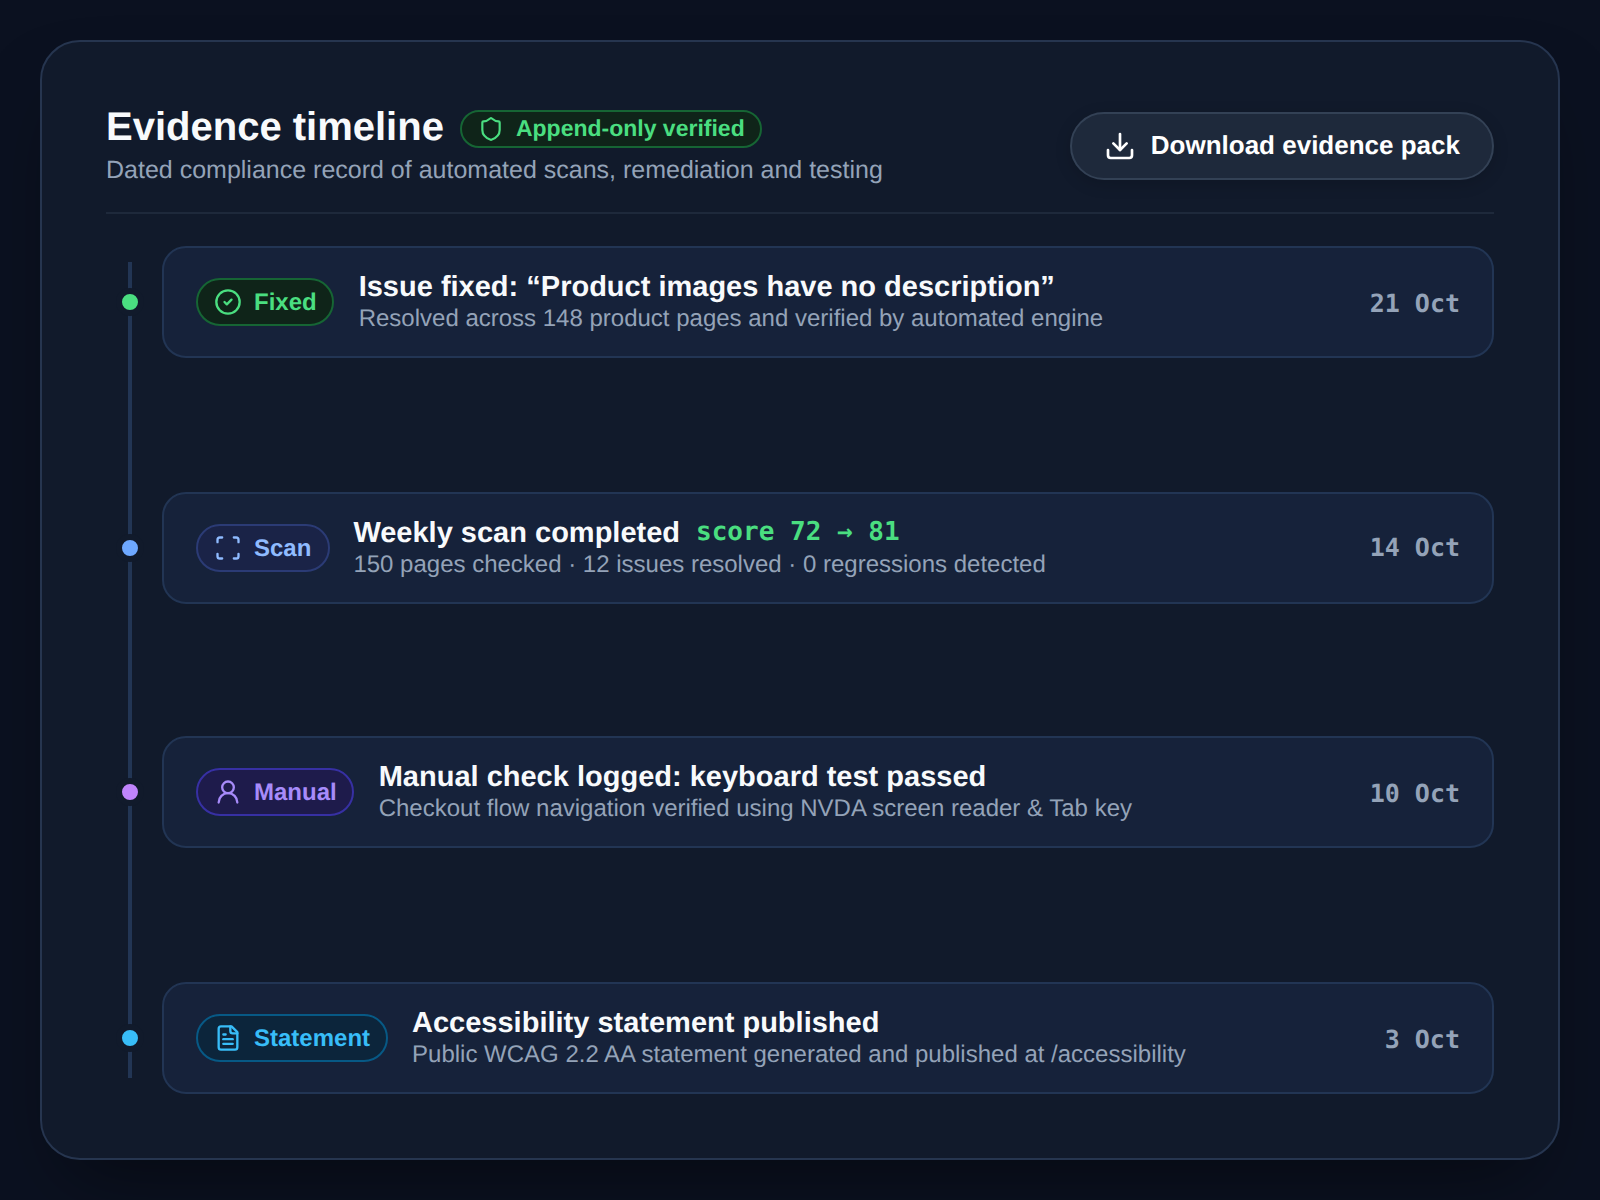 Evidence timeline
Append-only verified
Dated compliance record of automated scans, remediation and testing
Download evidence pack
Fixed
Issue fixed: “Product images have no description”
Resolved across 148 product pages and verified by automated engine
21 Oct
Scan
Weekly scan completed score 72 → 81
150 pages checked · 12 issues resolved · 0 regressions detected
14 Oct
Manual
Manual check logged: keyboard test passed
Checkout flow navigation verified using NVDA screen reader & Tab key
10 Oct
Statement
Accessibility statement published
Public WCAG 2.2 AA statement generated and published at /accessibility
3 Oct